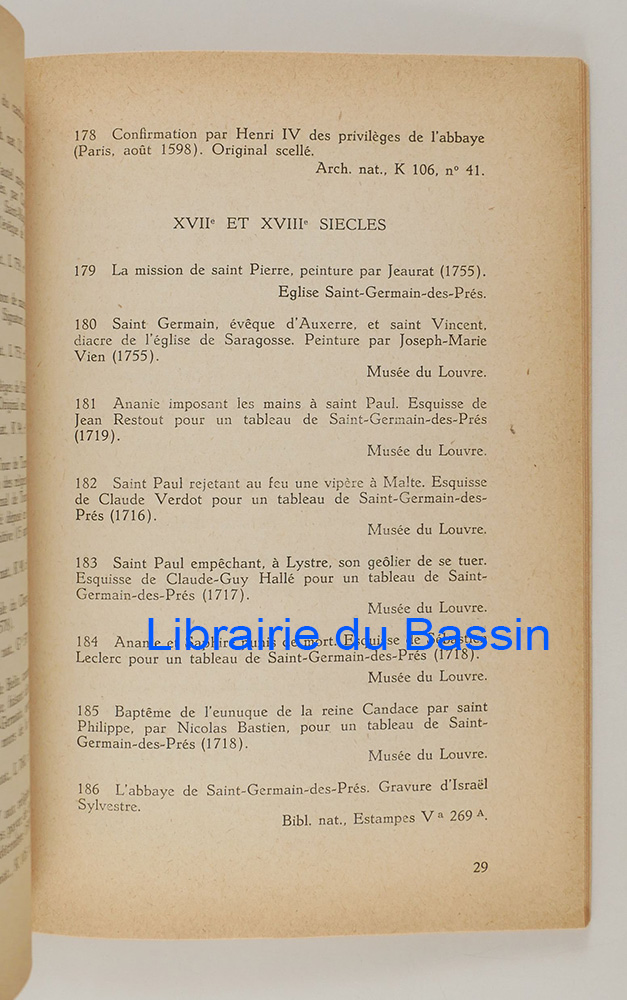 178 Confirmation par Henri IV des privilèges de l'abbaye
(Paris, août 1598). Original scellé.
Arch. nat., K 106, nº 41.
XVIIᵉ ET XVIIIᵉ SIECLES
179 La mission de saint Pierre, peinture par Jeaurat (1755).
Eglise Saint-Germain-des-Prés.
180 Saint Germain, évêque d'Auxerre, et saint Vincent,
diacre de l'église de Saragosse. Peinture par Joseph-Marie
Vien (1755).
Musée du Louvre.
181 Ananie imposant les mains à saint Paul. Esquisse de
Jean Restout pour un tableau de Saint-Germain-des-Prés
(1719).
Musée du Louvre.
182 Saint Paul rejetant au feu une vipère à Malte. Esquisse
de Claude Verdot pour un tableau de Saint-Germain-des-
Prés (1716).
Musée du Louvre.
183 Saint Paul empêchant, à Lystre, son geôlier de se tuer.
Esquisse de Claude-Guy Hallé pour un tableau de Saint-
Germain-des-Prés (1717).
Musée du Louvre.
Librairie du Bassin
184 Ananie et Saphire punis de mort. Esquisse de Sébastien
Leclerc pour un tableau de Saint-Germain-des-Prés (1718).
Musée du Louvre.
185 Baptême de l'eunuque de la reine Candace par saint
Philippe, par Nicolas Bastien, pour un tableau de Saint-
Germain-des-Prés (1718).
Musée du Louvre.
186 L'abbaye de Saint-Germain-des-Prés. Gravure d'Israël
Sylvestre.
Bibl. nat., Estampes V ᵃ 269 ᴬ.
29